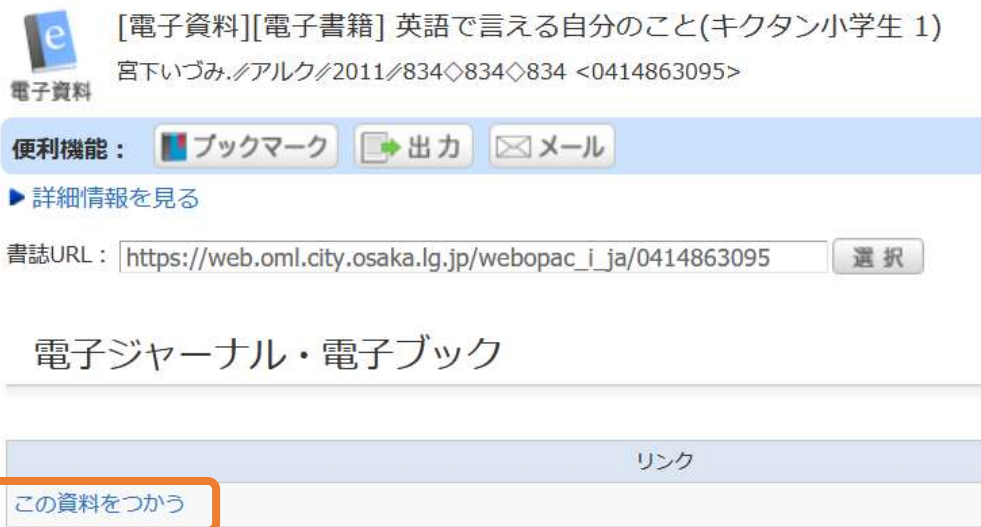 [電子資料][電子書籍] 英語で言える自分のこと(キクタン小学生 1)
宮下いづみ.//アルク//2011//834◇834◇834 <0414863095>
e
電子資料
便利機能： ブックマーク 出力 メール
詳細情報を見る
書誌URL： https://web.oml.city.osaka.lg.jp/webopac_i_ja/0414863095 選択
電子ジャーナル・電子ブック
リンク
この資料をつかう